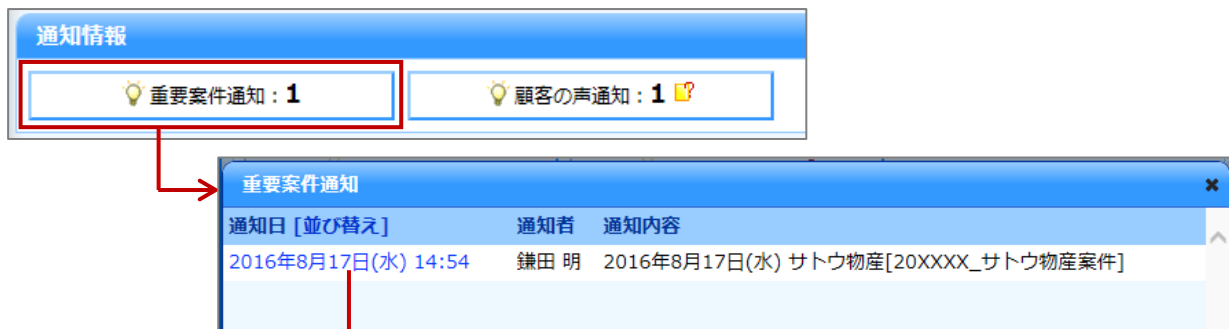 通知情報
重要案件通知：1
顧客の声通知：1
重要案件通知
通知日 [並び替え] 通知者 通知内容
2016年8月17日(水) 14:54 鎌田 明 2016年8月17日(水) サトウ物産[20XXXX_サトウ物産案件]